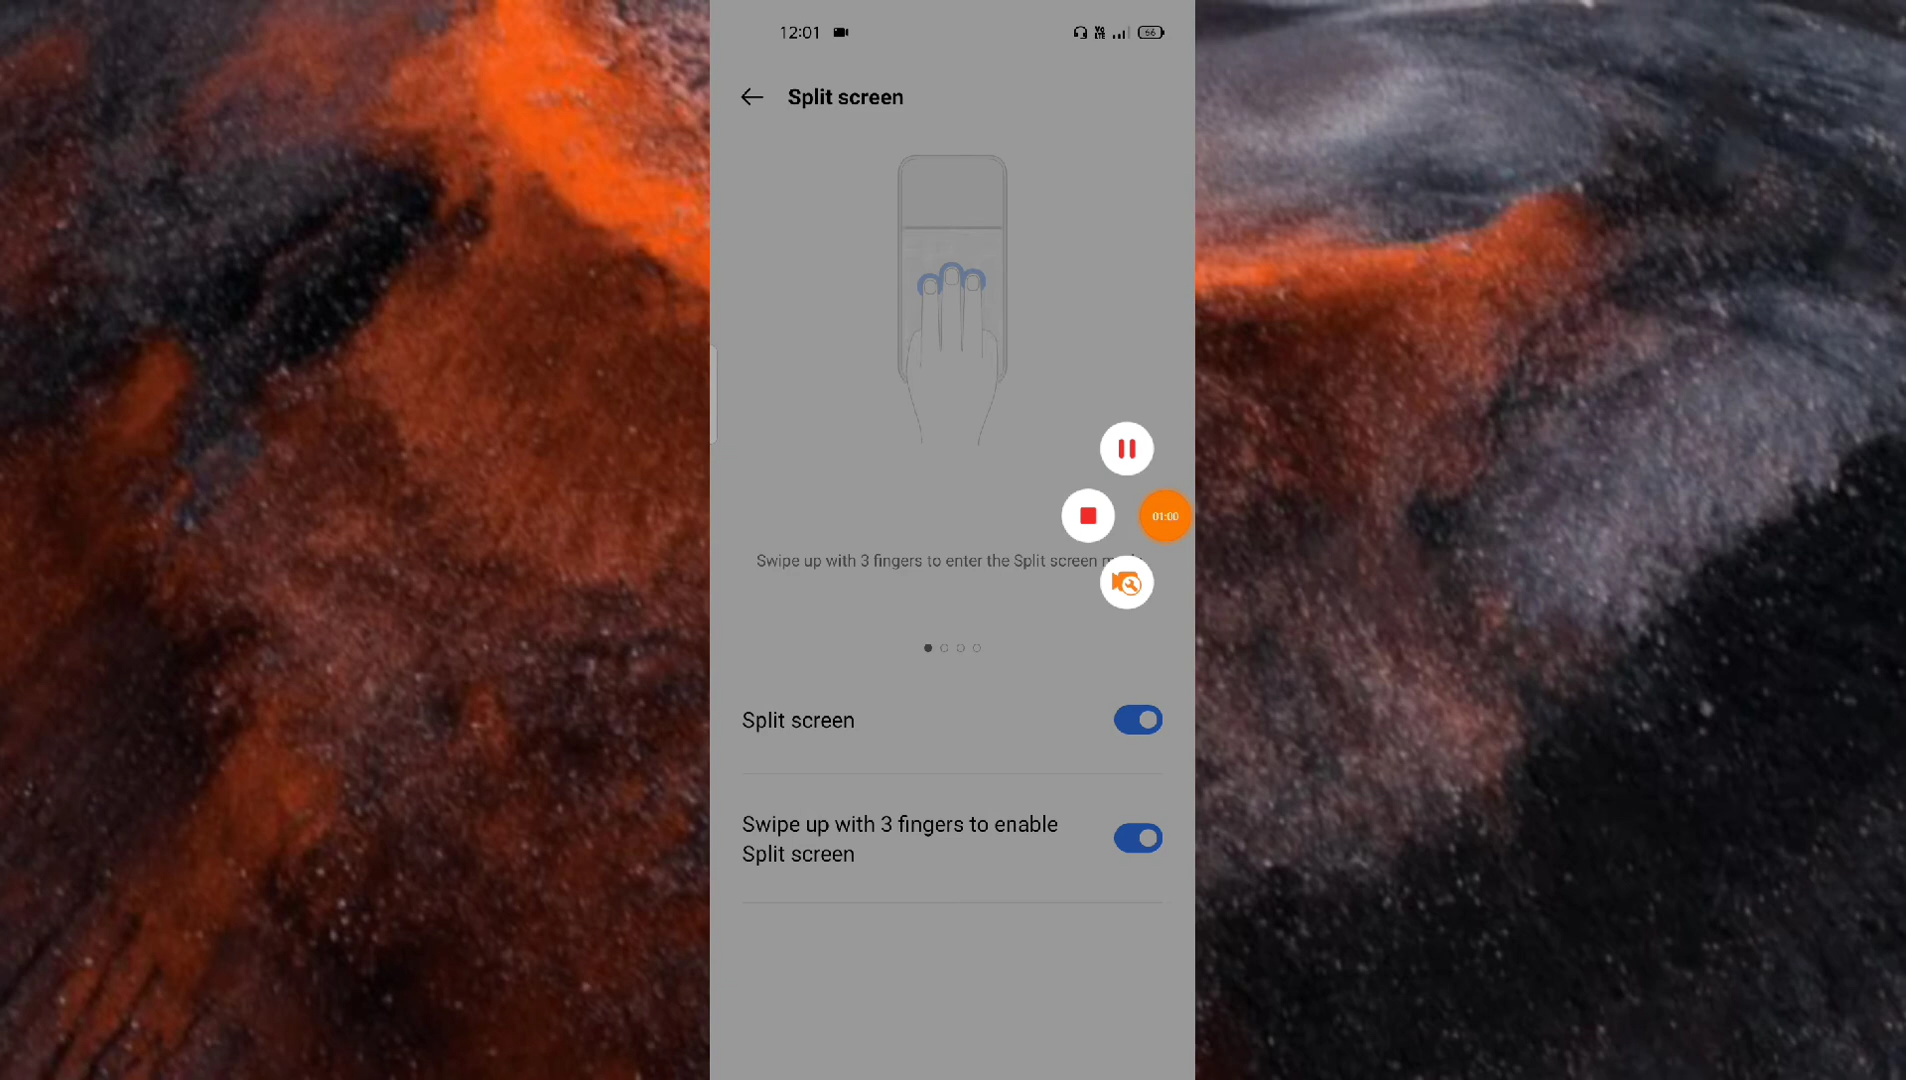 12:01
66
Split screen
01:00
Swipe up with 3 fingers to enter the Split screen
Split screen
Swipe up with 3 fingers to enable
Split screen